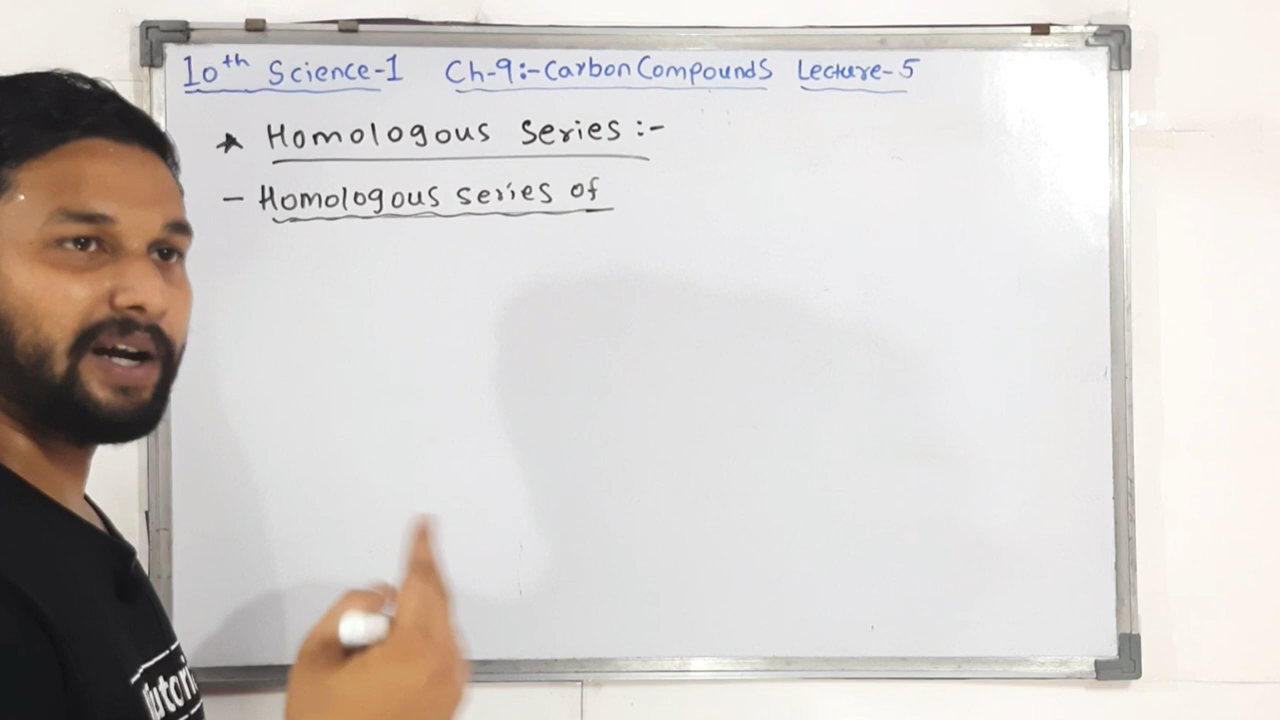 10th Science-1 Ch-9:- Carbon Compounds Lecture-5
* Homologous Series :-
- Homologous series of